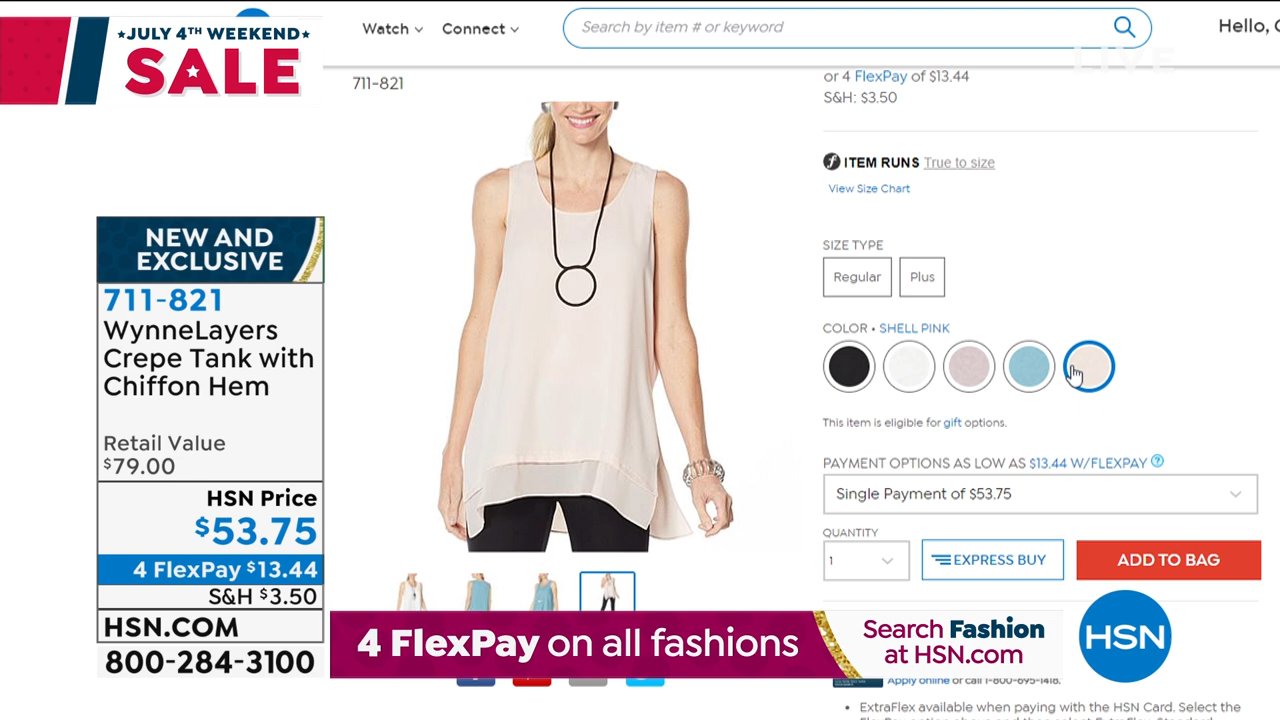 ★JULY 4TH WEEKEND★
SALE
Watch
Connect
Search by item # or keyword
Hello,
LIVE
711-821
or 4 FlexPay of $13.44
S&H: $3.50
ITEM RUNS True to size
View Size Chart
SIZE TYPE
Regular
Plus
COLOR • SHELL PINK
This item is eligible for gift options.
PAYMENT OPTIONS AS LOW AS $13.44 W/FLEXPAY ?
Single Payment of $53.75
QUANTITY
1
EXPRESS BUY
ADD TO BAG
NEW AND
EXCLUSIVE
711-821
WynneLayers
Crepe Tank with
Chiffon Hem
Retail Value
$79.00
HSN Price
$53.75
4 FlexPay $13.44
S&H $3.50
HSN.COM
800-284-3100
4 FlexPay on all fashions
Search Fashion
at HSN.com
HSN
Apply online or call 1-800-695-1418.
• ExtraFlex available when paying with the HSN Card. Select the